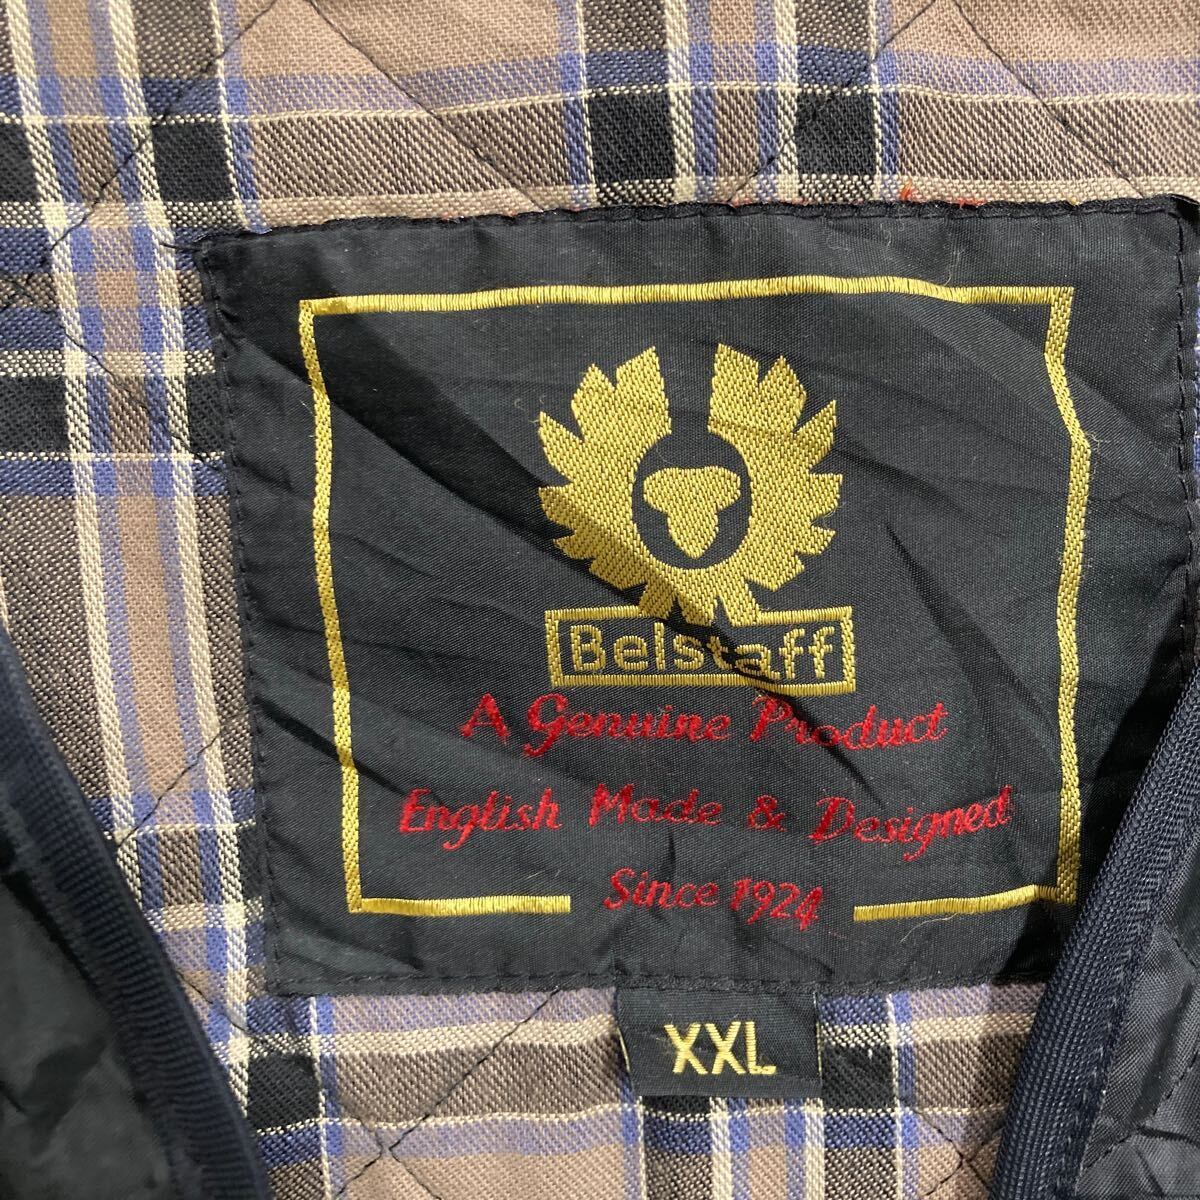 Belstaff
A Genuine Product
English Made & Designed
Since 1924
XXL